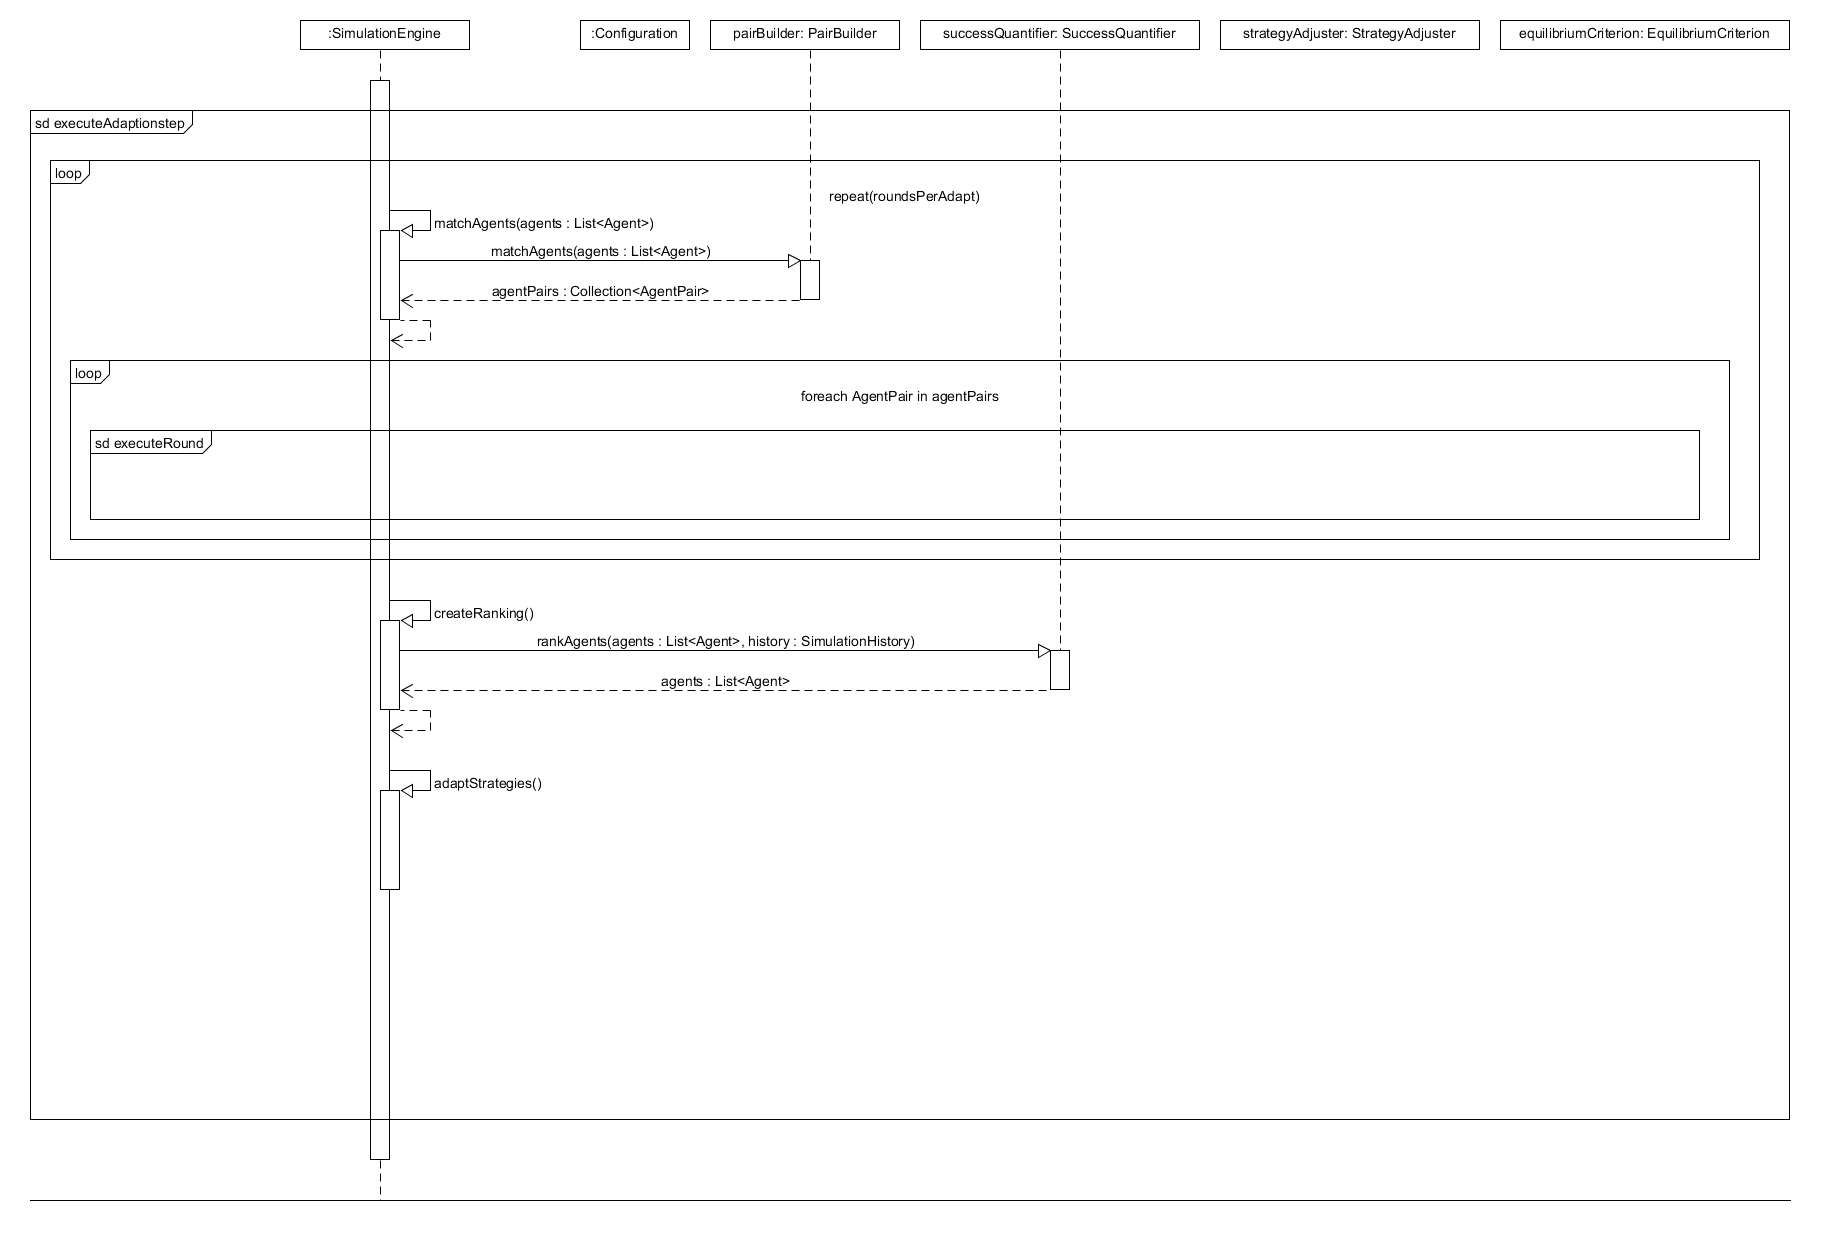 :SimulationEngine
:Configuration
pairBuilder: PairBuilder
successQuantifier: SuccessQuantifier
strategyAdjuster: StrategyAdjuster
equilibriumCriterion: EquilibriumCriterion
sd executeAdaptionstep
loop
repeat(roundsPerAdapt)
matchAgents(agents : List<Agent>)
matchAgents(agents : List<Agent>)
agentPairs : Collection<AgentPair>
loop
foreach AgentPair in agentPairs
sd executeRound
createRanking()
rankAgents(agents : List<Agent>, history : SimulationHistory)
agents : List<Agent>
adaptStrategies()